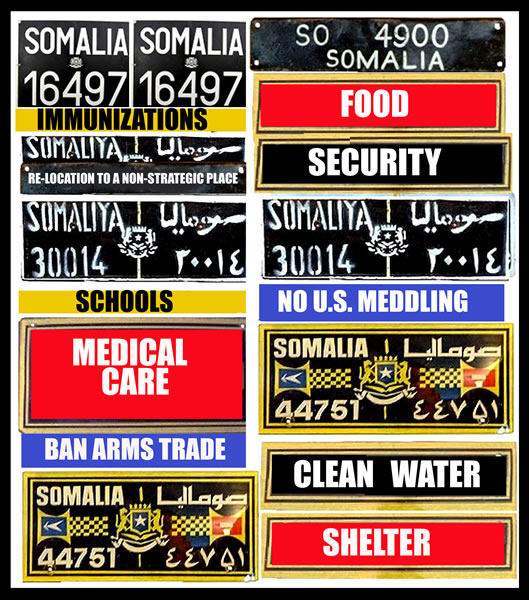 SOMALIA
16497
SOMALIA
16497
IMMUNIZATIONS
SOMALIYA صوماليا
RE-LOCATION TO A NON-STRATEGIC PLACE
SOMALIYA صوماليا
30014 ٣٠٠١٤
SCHOOLS
MEDICAL
CARE
BAN ARMS TRADE
SOMALIA صوماليا
44751 ٤٤٧٥١
SO 4900
SOMALIA
FOOD
SECURITY
SOMALIYA صوماليا
30014 ٣٠٠١٤
NO U.S. MEDDLING
SOMALIA صوماليا
44751 ٤٤٧٥١
CLEAN WATER
SHELTER